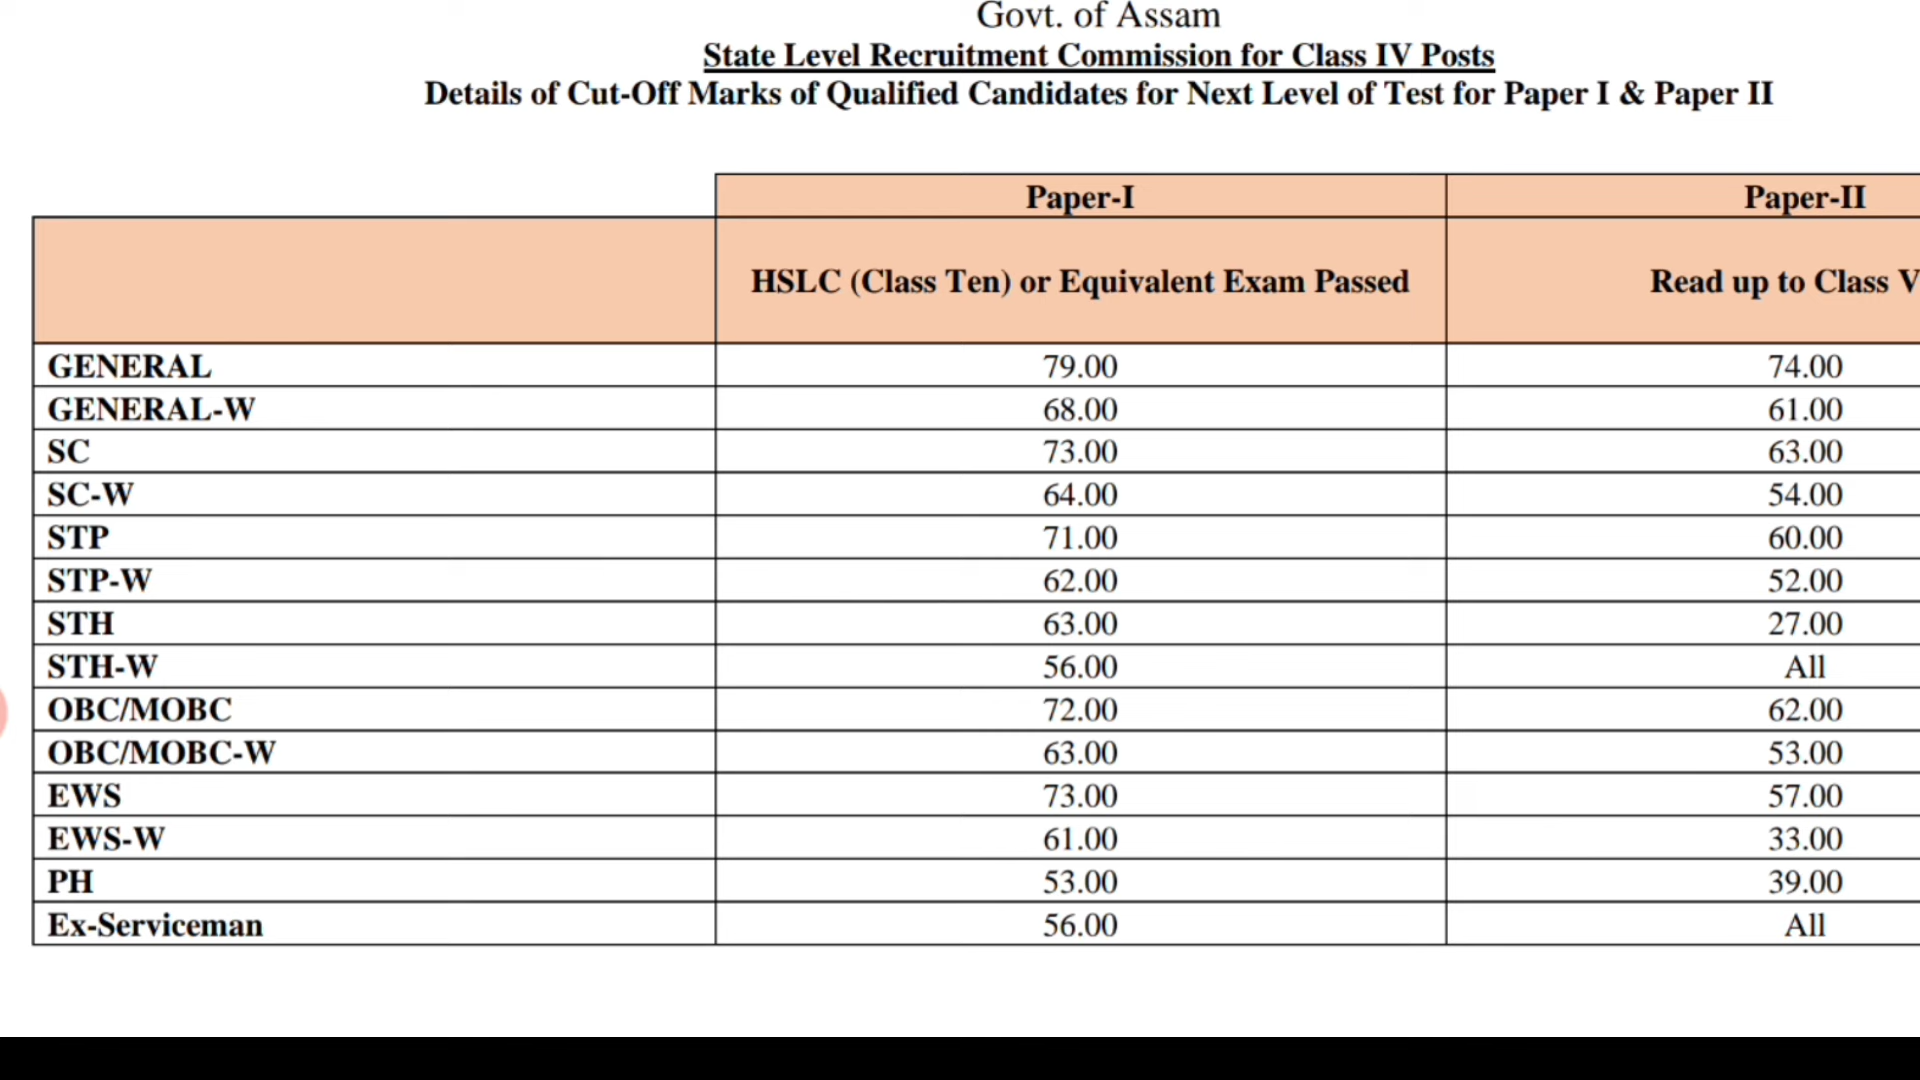 Govt. of Assam
State Level Recruitment Commission for Class IV Posts
Details of Cut-Off Marks of Qualified Candidates for Next Level of Test for Paper I & Paper II
Paper-I Paper-II
HSLC (Class Ten) or Equivalent Exam Passed Read up to Class V
GENERAL 79.00 74.00
GENERAL-W 68.00 61.00
SC 73.00 63.00
SC-W 64.00 54.00
STP 71.00 60.00
STP-W 62.00 52.00
STH 63.00 27.00
STH-W 56.00 All
OBC/MOBC 72.00 62.00
OBC/MOBC-W 63.00 53.00
EWS 73.00 57.00
EWS-W 61.00 33.00
PH 53.00 39.00
Ex-Serviceman 56.00 All